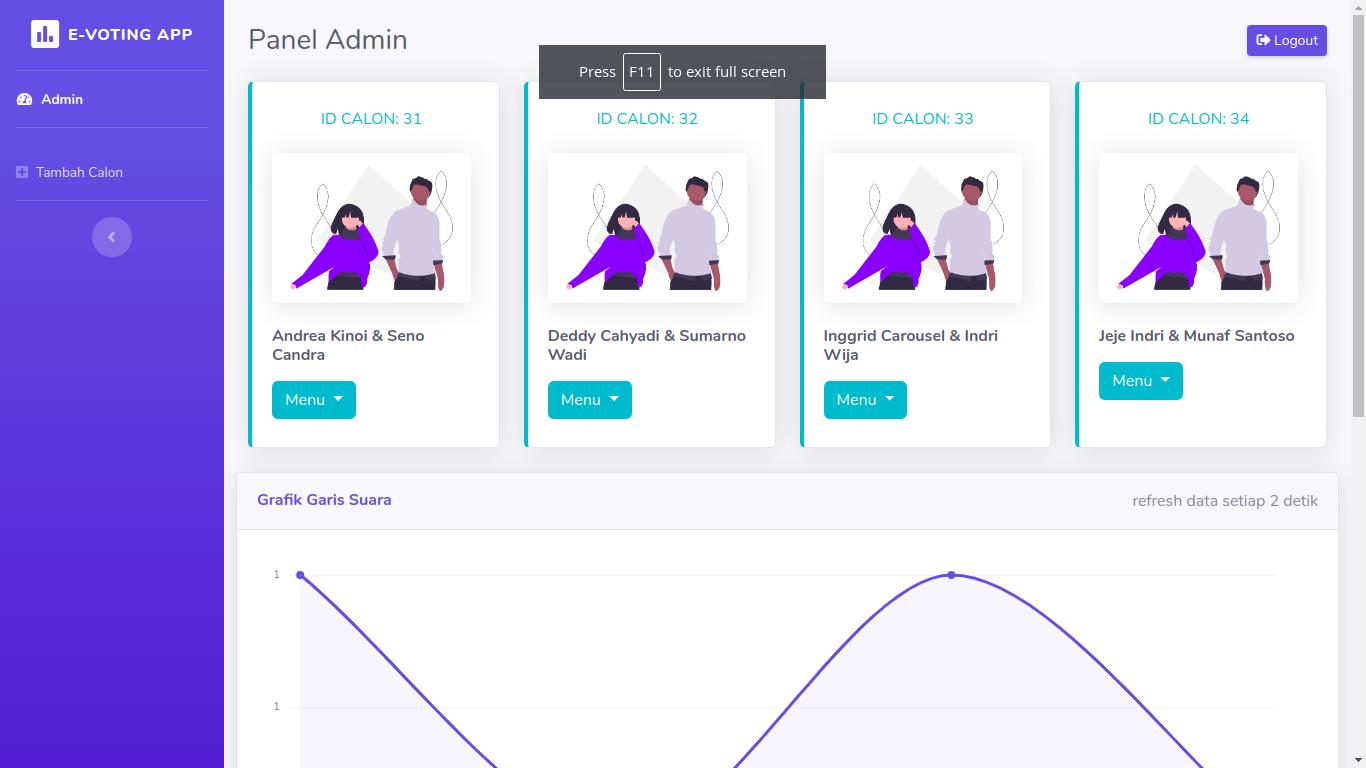 E-VOTING APP
Admin
Tambah Calon
Panel Admin
Logout
Press F11 to exit full screen
ID CALON: 31
Andrea Kinoi & Seno
Candra
Menu
ID CALON: 32
Deddy Cahyadi & Sumarno
Wadi
Menu
ID CALON: 33
Inggrid Carousel & Indri
Wija
Menu
ID CALON: 34
Jeje Indri & Munaf Santoso
Menu
Grafik Garis Suara
refresh data setiap 2 detik
1
1